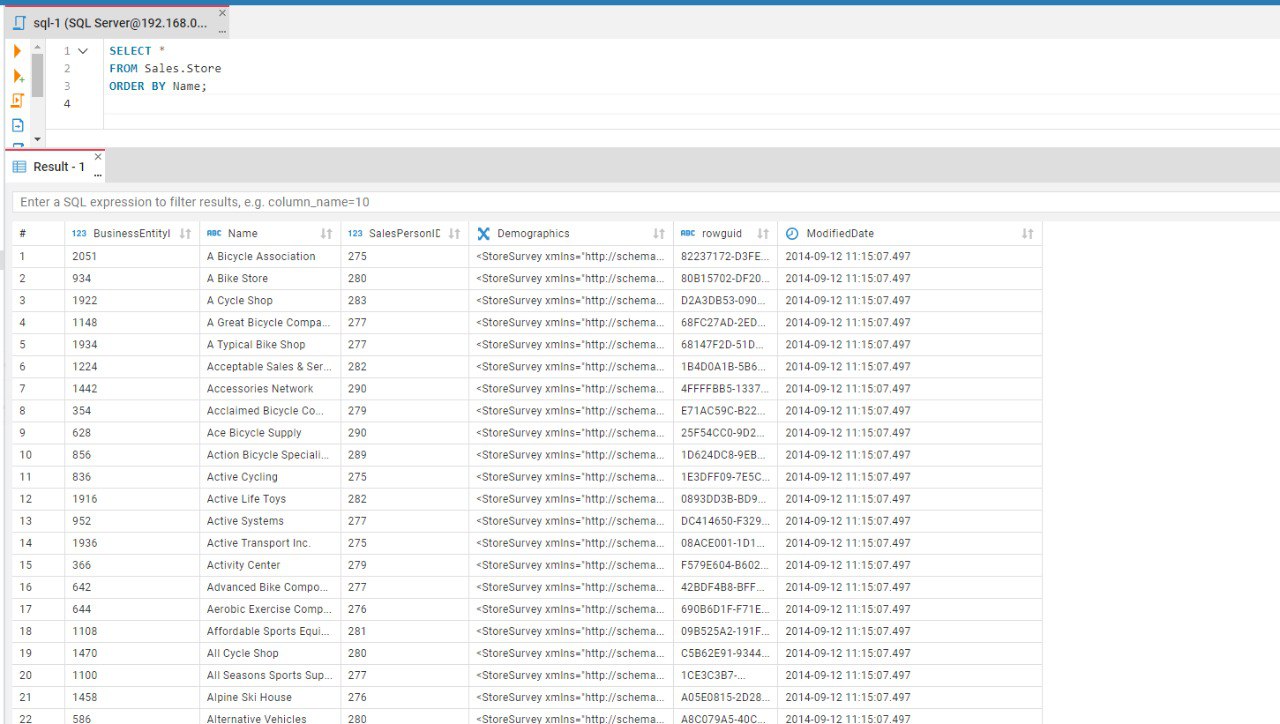 sql-1 (SQL Server@192.168.0...
1 SELECT *
2 FROM Sales.Store
3 ORDER BY Name;
4
Result - 1
Enter a SQL expression to filter results, e.g. column_name=10
# 123 BusinessEntityI ABC Name 123 SalesPersonID Demographics ABC rowguid ModifiedDate
1 2051 A Bicycle Association 275 <StoreSurvey xmlns="http://schema... 82237172-D3FE... 2014-09-12 11:15:07.497
2 934 A Bike Store 280 <StoreSurvey xmlns="http://schema... 80B15702-DF20... 2014-09-12 11:15:07.497
3 1922 A Cycle Shop 283 <StoreSurvey xmlns="http://schema... D2A3DB53-090... 2014-09-12 11:15:07.497
4 1148 A Great Bicycle Compa... 277 <StoreSurvey xmlns="http://schema... 68FC27AD-2ED... 2014-09-12 11:15:07.497
5 1934 A Typical Bike Shop 277 <StoreSurvey xmlns="http://schema... 68147F2D-51D... 2014-09-12 11:15:07.497
6 1224 Acceptable Sales & Ser... 282 <StoreSurvey xmlns="http://schema... 1B4D0A1B-5B6... 2014-09-12 11:15:07.497
7 1442 Accessories Network 290 <StoreSurvey xmlns="http://schema... 4FFFFBB5-1337... 2014-09-12 11:15:07.497
8 354 Acclaimed Bicycle Co... 279 <StoreSurvey xmlns="http://schema... E71AC59C-B22... 2014-09-12 11:15:07.497
9 628 Ace Bicycle Supply 290 <StoreSurvey xmlns="http://schema... 25F54CC0-9D2... 2014-09-12 11:15:07.497
10 856 Action Bicycle Speciali... 289 <StoreSurvey xmlns="http://schema... 1D624DC8-9EB... 2014-09-12 11:15:07.497
11 836 Active Cycling 275 <StoreSurvey xmlns="http://schema... 1E3DFF09-7E5C... 2014-09-12 11:15:07.497
12 1916 Active Life Toys 282 <StoreSurvey xmlns="http://schema... 0893DD3B-BD9... 2014-09-12 11:15:07.497
13 952 Active Systems 277 <StoreSurvey xmlns="http://schema... DC414650-F329... 2014-09-12 11:15:07.497
14 1936 Active Transport Inc. 275 <StoreSurvey xmlns="http://schema... 08ACE001-1D1... 2014-09-12 11:15:07.497
15 366 Activity Center 279 <StoreSurvey xmlns="http://schema... F579E604-B602... 2014-09-12 11:15:07.497
16 642 Advanced Bike Compo... 277 <StoreSurvey xmlns="http://schema... 42BDF4B8-BFF... 2014-09-12 11:15:07.497
17 644 Aerobic Exercise Comp... 276 <StoreSurvey xmlns="http://schema... 690B6D1F-F71E... 2014-09-12 11:15:07.497
18 1108 Affordable Sports Equi... 281 <StoreSurvey xmlns="http://schema... 09B525A2-191F... 2014-09-12 11:15:07.497
19 1470 All Cycle Shop 280 <StoreSurvey xmlns="http://schema... C5B62E91-9344... 2014-09-12 11:15:07.497
20 1100 All Seasons Sports Sup... 277 <StoreSurvey xmlns="http://schema... 1CE3C3B7-... 2014-09-12 11:15:07.497
21 1458 Alpine Ski House 276 <StoreSurvey xmlns="http://schema... A05E0815-2D28... 2014-09-12 11:15:07.497
22 586 Alternative Vehicles 280 <StoreSurvey xmlns="http://schema... A8C079A5-40C... 2014-09-12 11:15:07.497